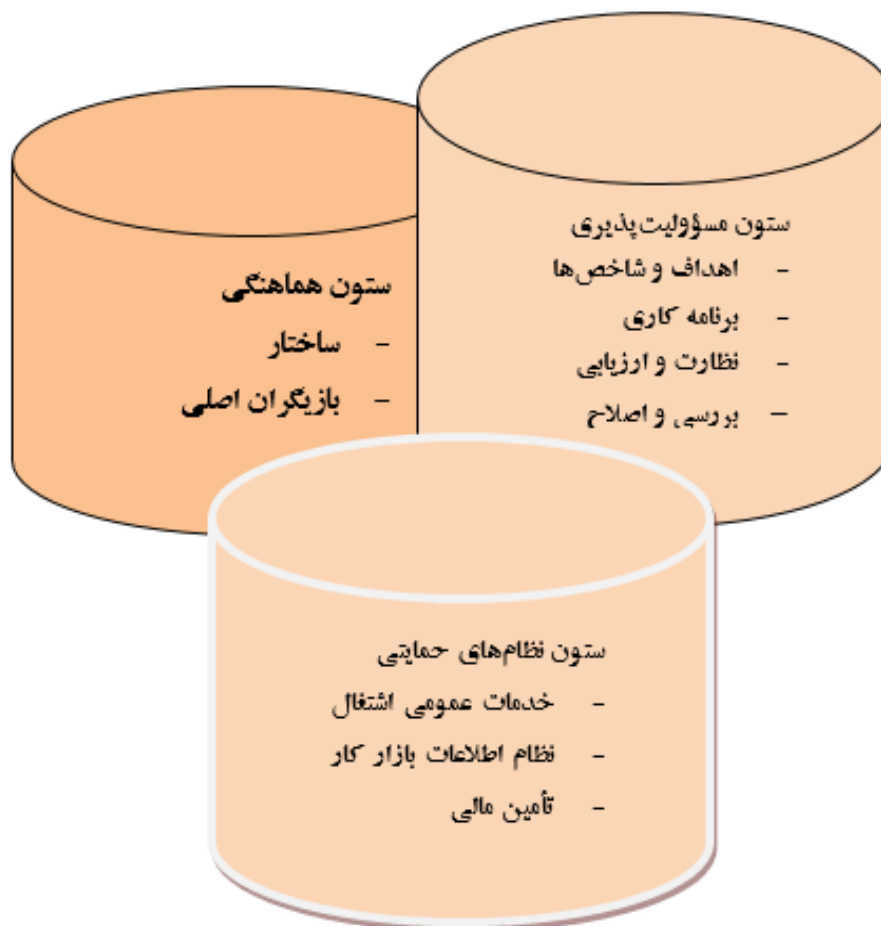 ستون مسؤولیت‌پذیری
- اهداف و شاخص‌ها
- برنامه کاری
- نظارت و ارزیابی
- بررسی و اصلاح
ستون هماهنگی
- ساختار
- بازیگران اصلی
ستون نظام‌های حمایتی
- خدمات عمومی اشتغال
- نظام اطلاعات بازار کار
- تأمین مالی